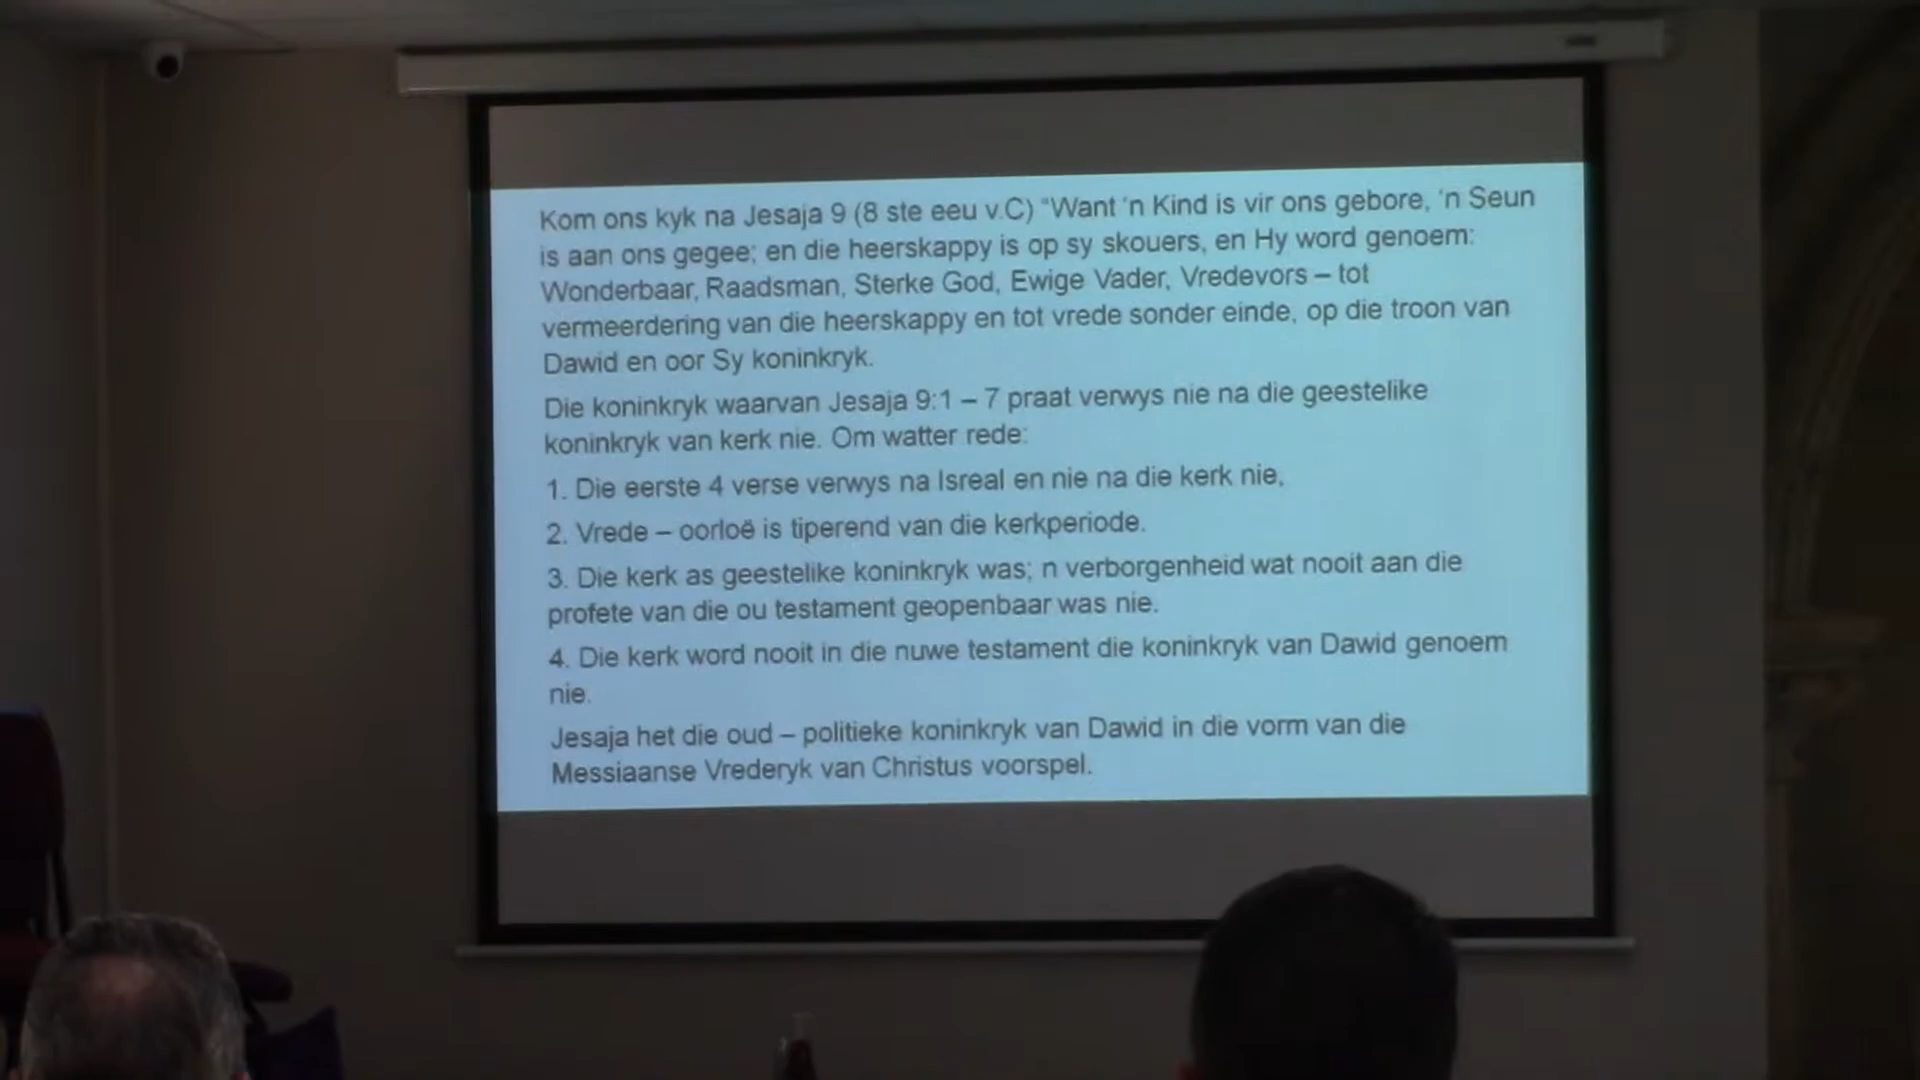 Kom ons kyk na Jesaja 9 (8 ste eeu v.C) “Want ‘n Kind is vir ons gebore, ‘n Seun
is aan ons gegee; en die heerskappy is op sy skouers, en Hy word genoem:
Wonderbaar, Raadsman, Sterke God, Ewige Vader, Vredevors – tot
vermeerdering van die heerskappy en tot vrede sonder einde, op die troon van
Dawid en oor Sy koninkryk.
Die koninkryk waarvan Jesaja 9:1 – 7 praat verwys nie na die geestelike
koninkryk van kerk nie. Om watter rede:
1. Die eerste 4 verse verwys na Isreal en nie na die kerk nie,
2. Vrede – oorloë is tiperend van die kerkperiode.
3. Die kerk as geestelike koninkryk was; n verborgenheid wat nooit aan die
profete van die ou testament geopenbaar was nie.
4. Die kerk word nooit in die nuwe testament die koninkryk van Dawid genoem
nie.
Jesaja het die oud – politieke koninkryk van Dawid in die vorm van die
Messiaanse Vrederyk van Christus voorspel.